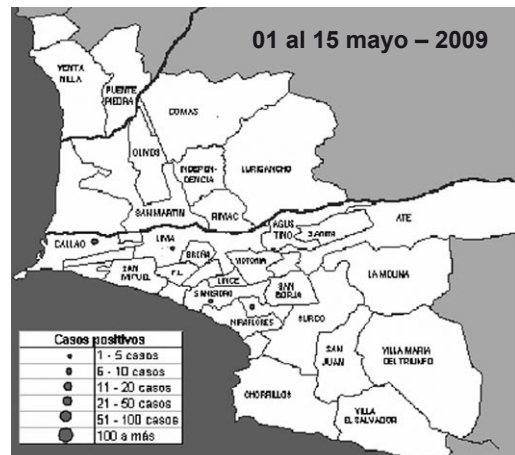 01 al 15 mayo – 2009
VENTA
NILLA
PUENTE
PIEDRA
COMAS
OLIVOS
INDEPEN-
DENCIA
LURIGANCHO
SAN MARTIN
RIMAC
AGUS
TINO
S. ANITA
ATE
CALLAO
LIMA
BREÑA
VICTORIA
SAN
MIGUEL
P.L.
LINCE
SAN
BORJA
LA MOLINA
S. ISIDRO
MIRAFLORES
SURCO
SAN
JUAN
VILLA MARIA
DEL TRIUNFO
CHORRILLOS
VILLA
EL SALVADOR
Casos positivos
1 - 5 casos
6 - 10 casos
11 - 20 casos
21 - 50 casos
51 - 100 casos
100 a más